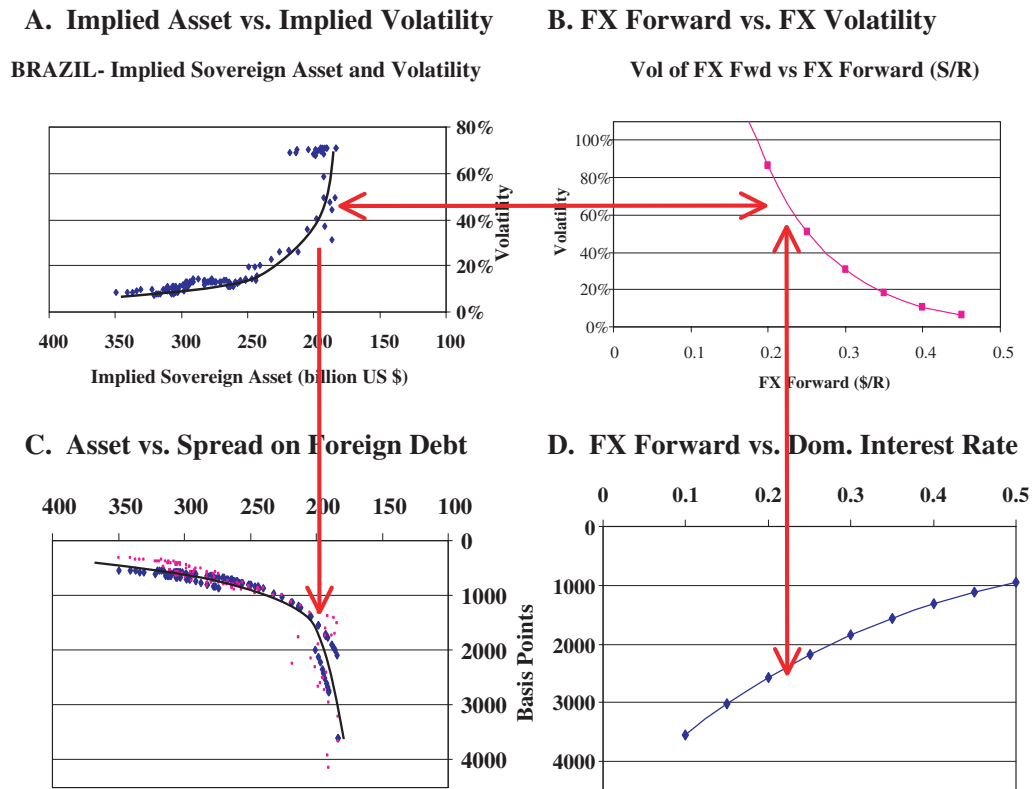 A. Implied Asset vs. Implied Volatility
BRAZIL- Implied Sovereign Asset and Volatility
80%
60%
40%
20%
0%
Volatility
400 350 300 250 200 150 100
Implied Sovereign Asset (billion US $)
B. FX Forward vs. FX Volatility
Vol of FX Fwd vs FX Forward (S/R)
100%
80%
60%
40%
20%
0%
Volatility
0 0.1 0.2 0.3 0.4 0.5
FX Forward ($/R)
C. Asset vs. Spread on Foreign Debt
400 350 300 250 200 150 100
0
1000
2000
3000
4000
Basis Points
D. FX Forward vs. Dom. Interest Rate
0 0.1 0.2 0.3 0.4 0.5
0
1000
2000
3000
4000